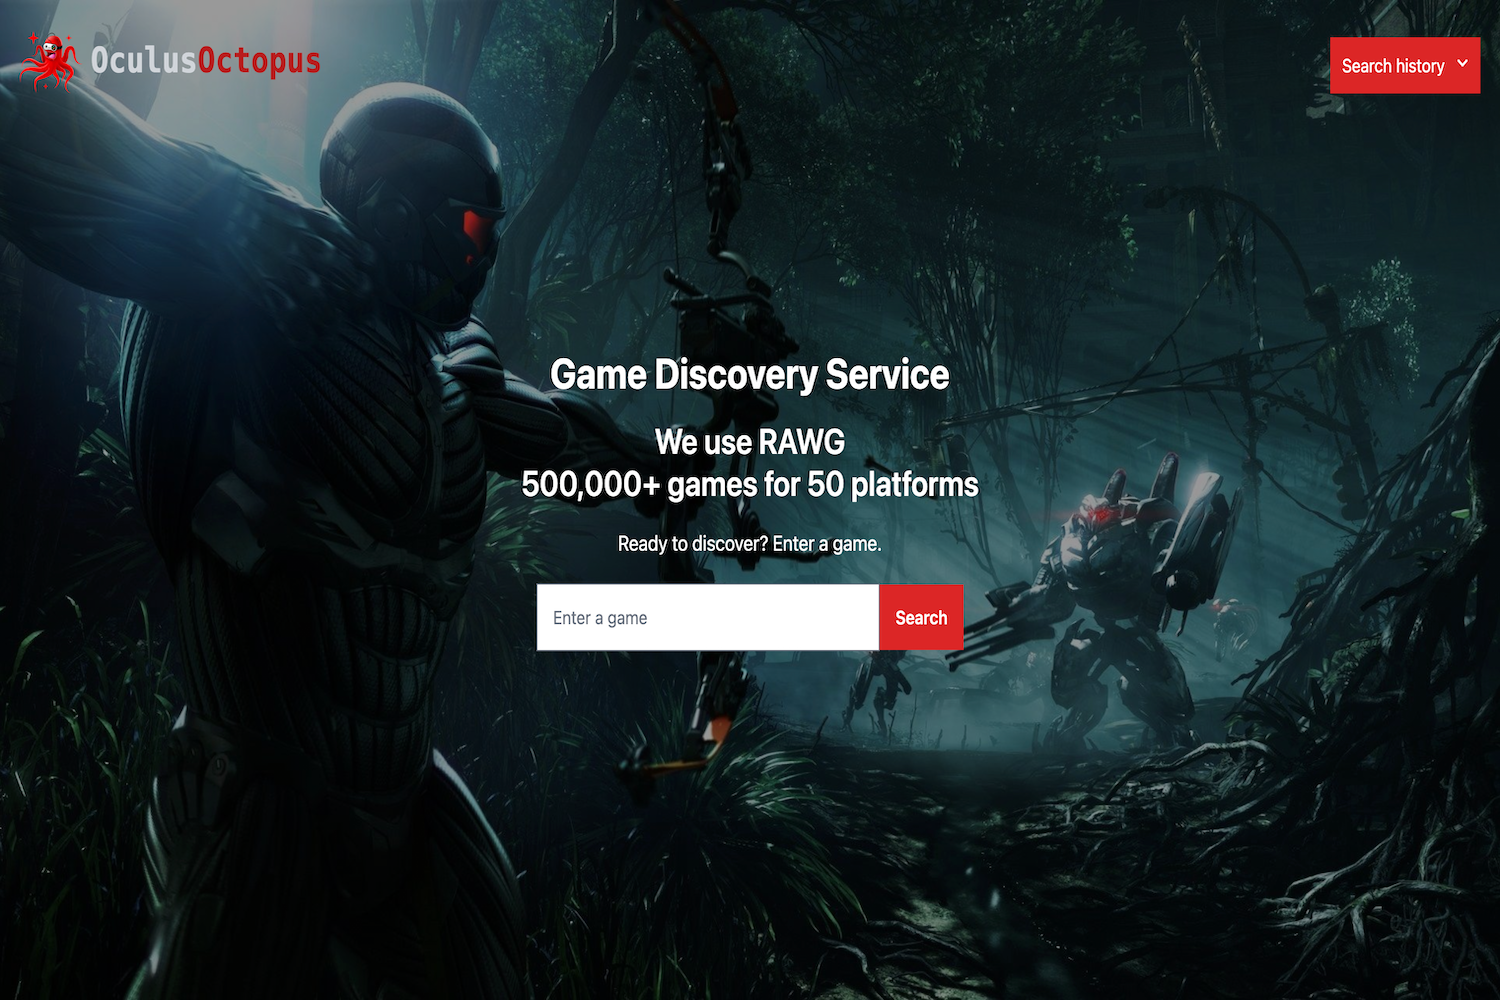 OculusOctopus
Search history
Game Discovery Service
We use RAWG
500,000+ games for 50 platforms
Ready to discover? Enter a game.
Enter a game
Search